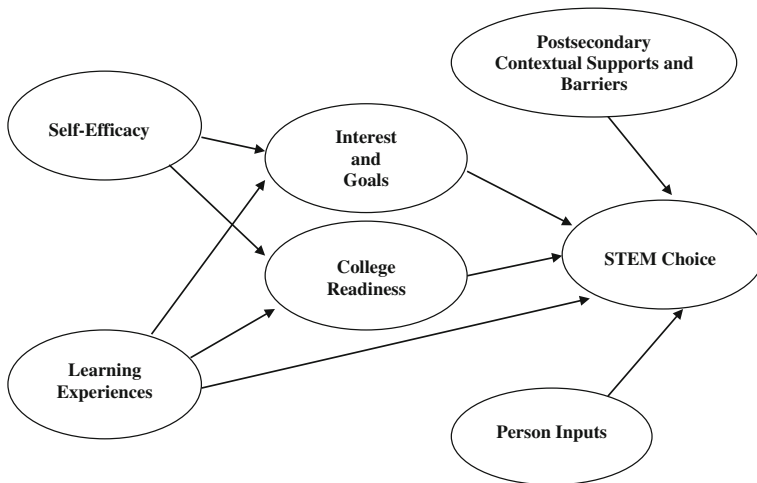 Postsecondary
Contextual Supports and
Barriers
Self-Efficacy
Interest
and
Goals
STEM Choice
College
Readiness
Learning
Experiences
Person Inputs